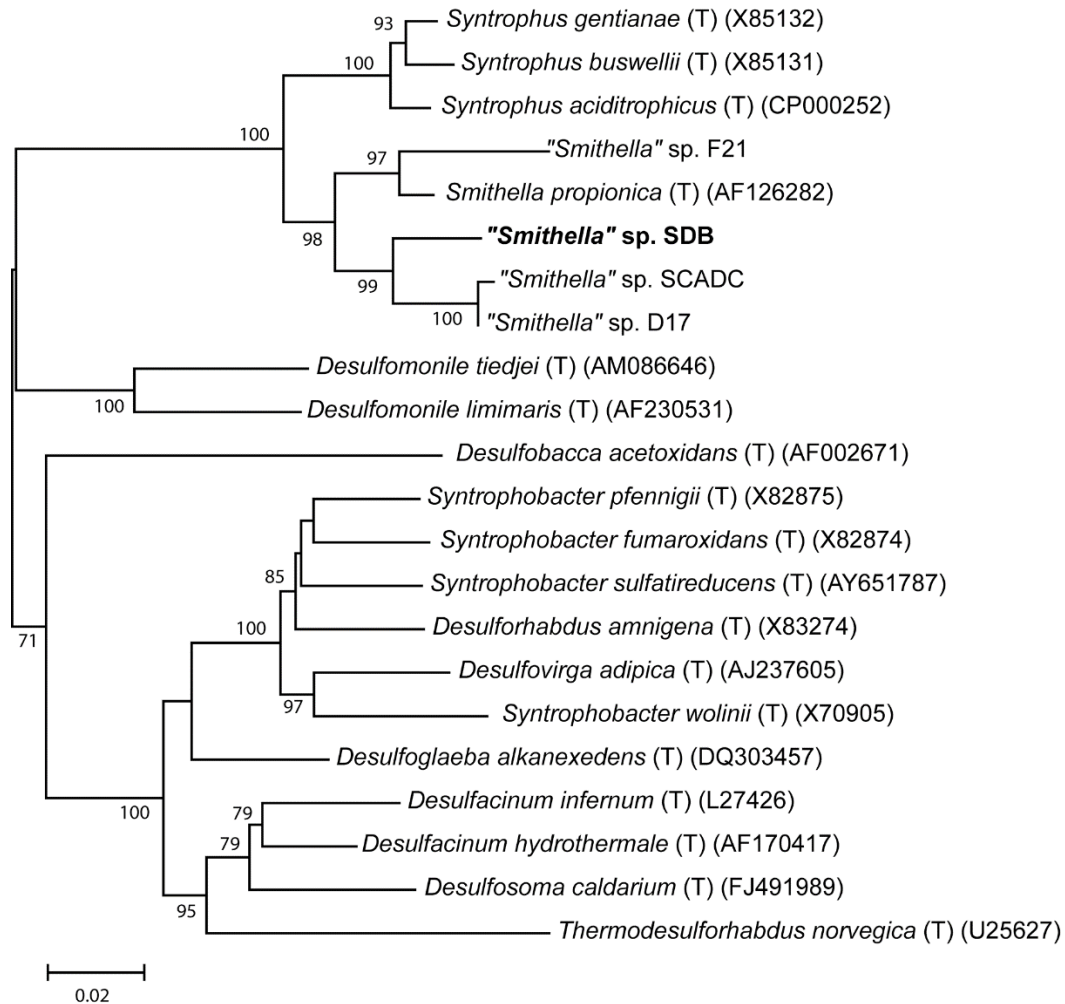 93
Syntrophus gentianae (T) (X85132)
100
Syntrophus buswellii (T) (X85131)
Syntrophus aciditrophicus (T) (CP000252)
100
"Smithella" sp. F21
97
Smithella propionica (T) (AF126282)
98
"Smithella" sp. SDB
99
"Smithella" sp. SCADC
100
"Smithella" sp. D17
Desulfomonile tiedjei (T) (AM086646)
100
Desulfomonile limimaris (T) (AF230531)
Desulfobacca acetoxidans (T) (AF002671)
Syntrophobacter pfennigii (T) (X82875)
Syntrophobacter fumaroxidans (T) (X82874)
85
Syntrophobacter sulfatireducens (T) (AY651787)
100
Desulforhabdus amnigena (T) (X83274)
71
Desulfovirga adipica (T) (AJ237605)
97
Syntrophobacter wolinii (T) (X70905)
Desulfoglaeba alkanexedens (T) (DQ303457)
100
Desulfacinum infernum (T) (L27426)
79
Desulfacinum hydrothermale (T) (AF170417)
79
Desulfosoma caldarium (T) (FJ491989)
95
Thermodesulforhabdus norvegica (T) (U25627)
0.02